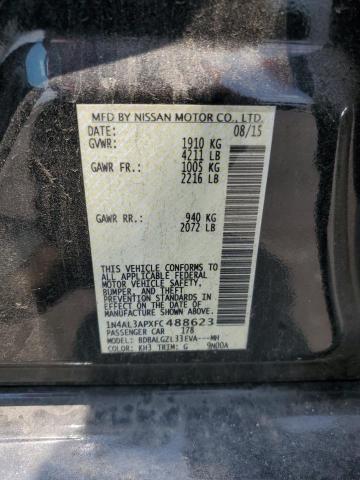 MFD BY NISSAN MOTOR CO., LTD.
DATE: 08/15
GVWR: 1910 KG
4211 LB
GAWR FR: 1005 KG
2216 LB
GAWR RR: 940 KG
2072 LB
THIS VEHICLE CONFORMS TO ALL
APPLICABLE U.S. FEDERAL
MOTOR VEHICLE SAFETY,
BUMPER, AND THEFT
PREVENTION STANDARDS
IN EFFECT ON THE DATE OF
MANUFACTURE SHOWN ABOVE.
1N4AL3APXFC488623
PASSENGER CAR 178
MODEL: BDBALGZL33EVA---MH
COLOR: KH3 TRIM: G 9N00A